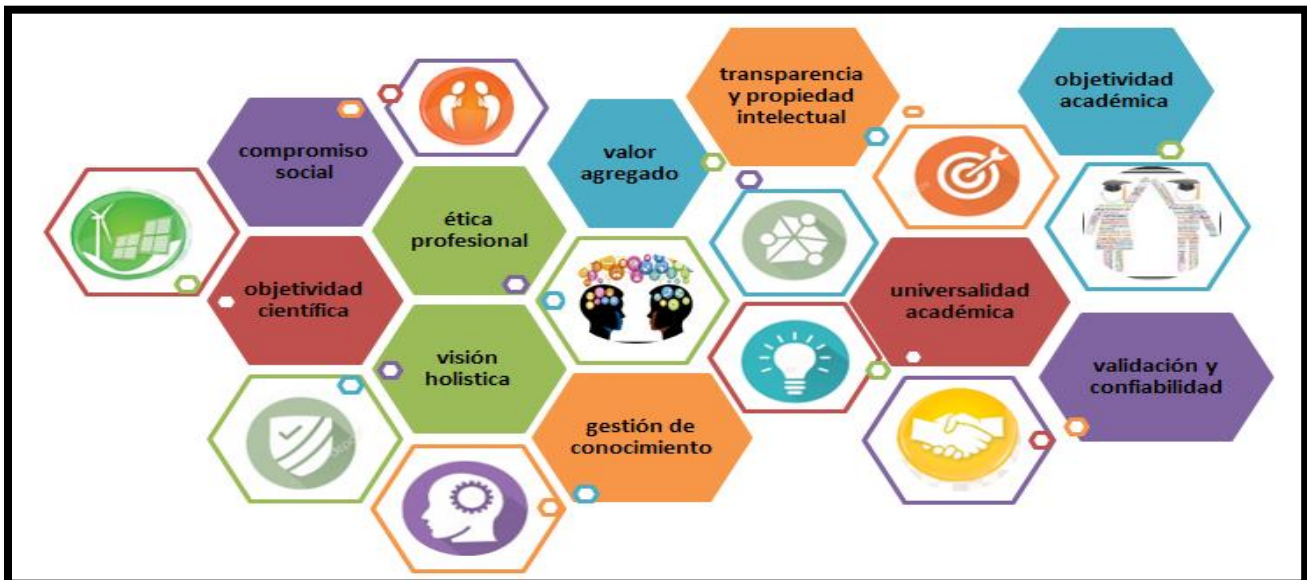 compromiso
social
objetividad
científica
ética
profesional
visión
holistica
valor
agregado
gestión de
conocimiento
transparencia
y propiedad
intelectual
universalidad
académica
objetividad
académica
validación y
confiabilidad